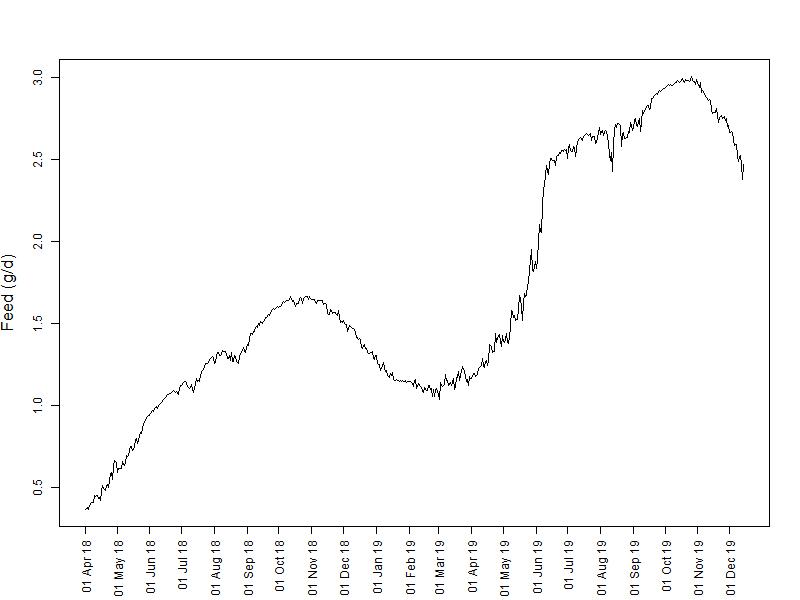 Feed (g/d)
3.0
2.5
2.0
1.5
1.0
0.5
01 Apr 18
01 May 18
01 Jun 18
01 Jul 18
01 Aug 18
01 Sep 18
01 Oct 18
01 Nov 18
01 Dec 18
01 Jan 19
01 Feb 19
01 Mar 19
01 Apr 19
01 May 19
01 Jun 19
01 Jul 19
01 Aug 19
01 Sep 19
01 Oct 19
01 Nov 19
01 Dec 19